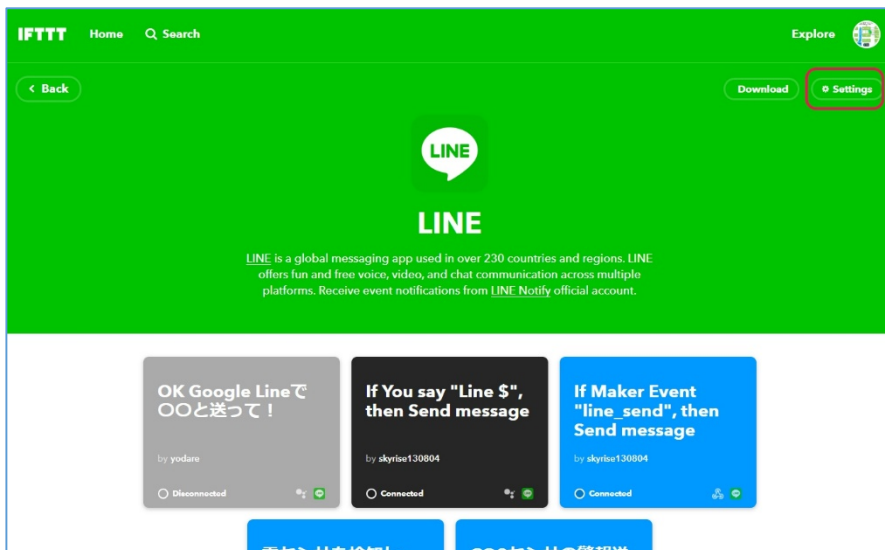 IFTTT Home Search Explore
Back Download Settings
LINE
LINE
LINE is a global messaging app used in over 230 countries and regions. LINE
offers fun and free voice, video, and chat communication across multiple
platforms. Receive event notifications from LINE Notify official account.
OK Google Lineで
〇〇と送って！
by yodare
Disconnected
If You say "Line $",
then Send message
by skyrise130804
Connected
If Maker Event
"line_send", then
Send message
by skyrise130804
Connected